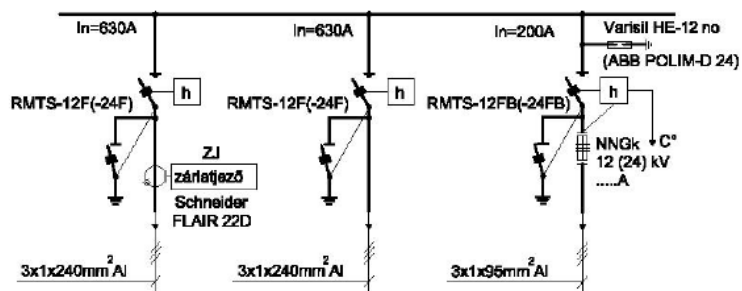 In=630A
In=630A
In=200A
Varisil HE-12 no
(ABB POLIM-D 24)
h
h
h
RMTS-12F(-24F)
RMTS-12F(-24F)
RMTS-12FB(-24FB)
C°
NNGk
12 (24) kV
.....A
ZJ
zárlatjező
Schneider
FLAIR 22D
3x1x240mm² Al
3x1x240mm² Al
3x1x95mm² Al